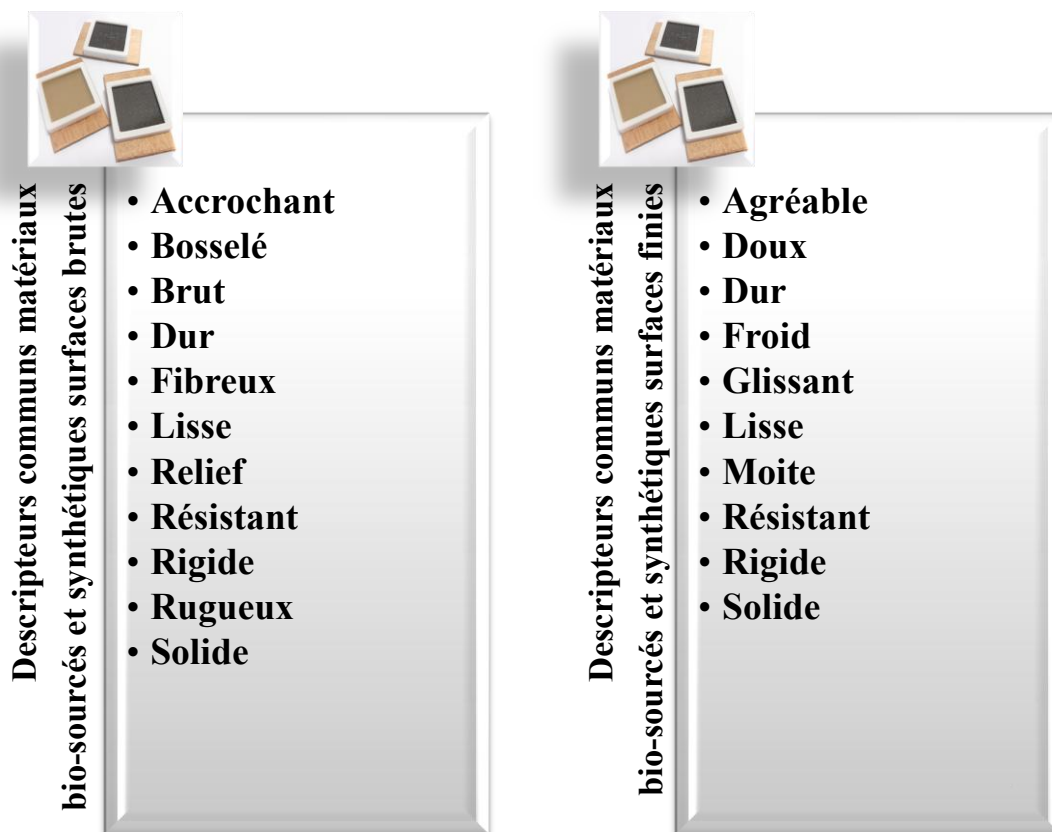 Descripteurs communs matériaux
bio-sourcés et synthétiques surfaces brutes
• Accrochant
• Bosselé
• Brut
• Dur
• Fibreux
• Lisse
• Relief
• Résistant
• Rigide
• Rugueux
• Solide
Descripteurs communs matériaux
bio-sourcés et synthétiques surfaces finies
• Agréable
• Doux
• Dur
• Froid
• Glissant
• Lisse
• Moite
• Résistant
• Rigide
• Solide